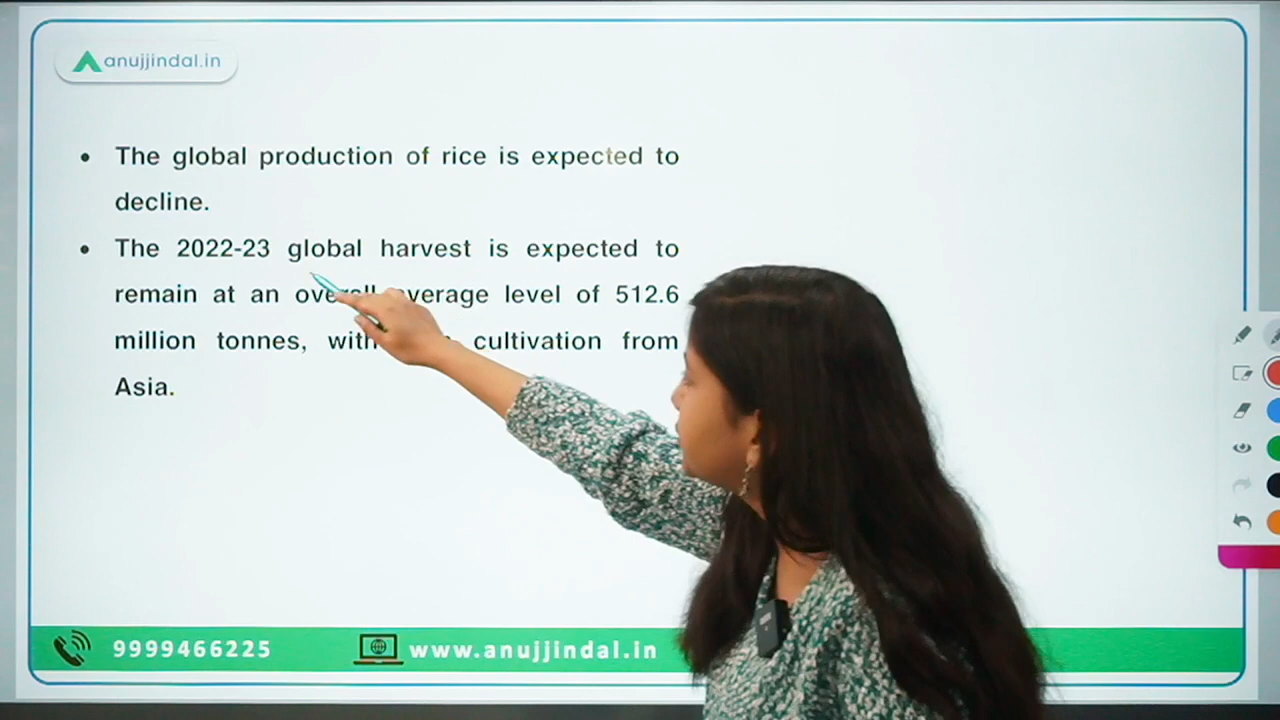 anujjindal.in
• The global production of rice is expected to
decline.
• The 2022-23 global harvest is expected to
remain at an overall average level of 512.6
million tonnes, with cultivation from
Asia.
9999466225 www.anujjindal.in